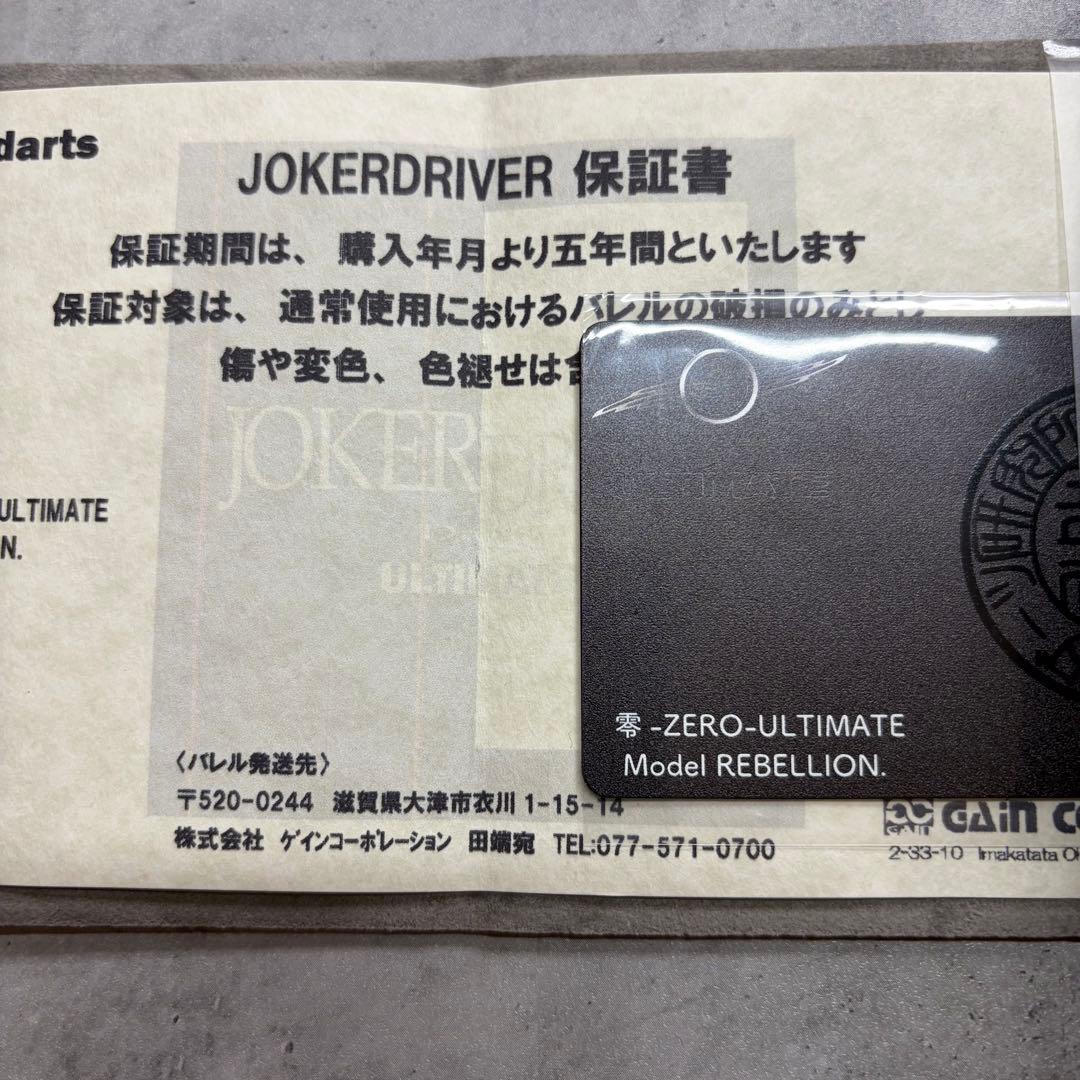 darts
JOKERDRIVER 保証書
保証期間は、購入年月より五年間といたします
保証対象は、通常使用におけるバレルの破損のみとし
傷や変色、色褪せは
JOKER
ULTIMATE
N.
零 -ZERO-ULTIMATE
Model REBELLION.
〈バレル発送先〉
〒520-0244 滋賀県大津市衣川1-15-14
株式会社 ゲインコーポレーション 田端宛 TEL:077-571-0700
GAIN
2-33-10 Imakatata